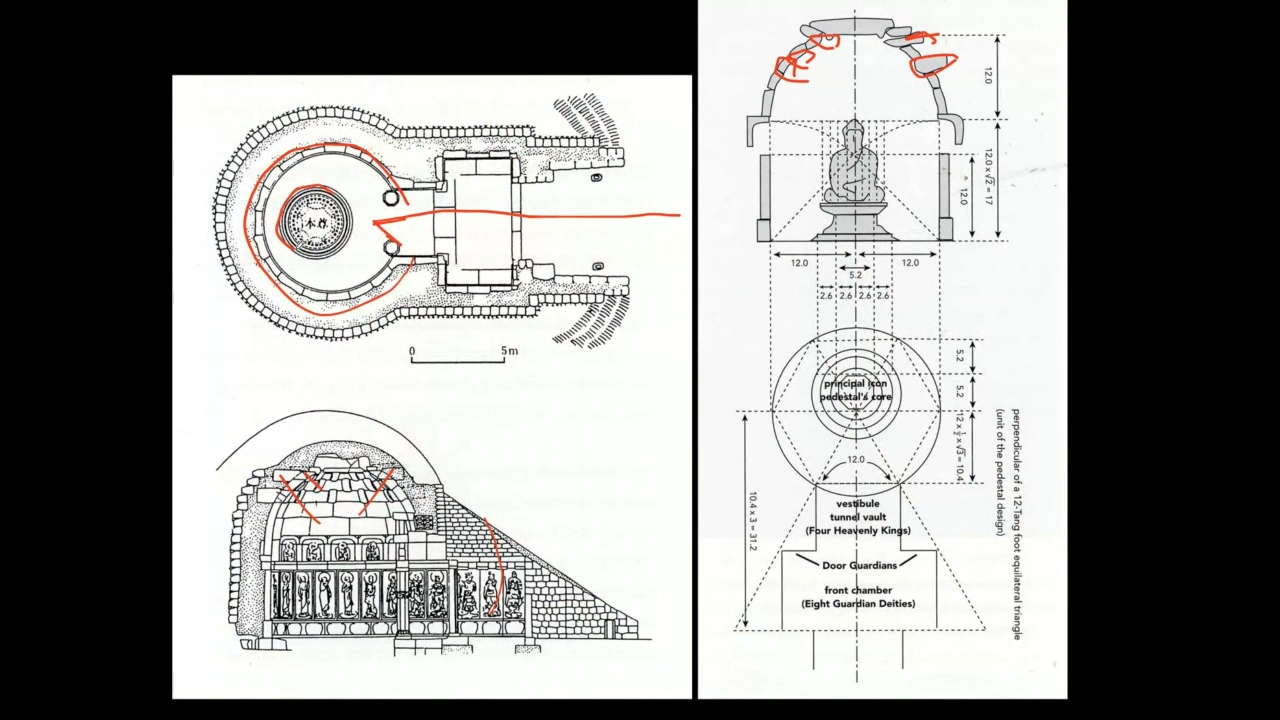 本尊
0 5m
12.0
12.0 x √2 = 17
12.0
12.0 12.0
5.2
2.6 2.6 2.6 2.6
5.2
5.2
12 x ½ x √3 = 10.4
principal icon
pedestal's core
12.0
10.4 x 3 = 31.2
vestibule
tunnel vault
(Four Heavenly Kings)
Door Guardians
front chamber
(Eight Guardian Deities)
perpendicular of a 12-Tang foot equilateral triangle
(unit of the pedestal design)